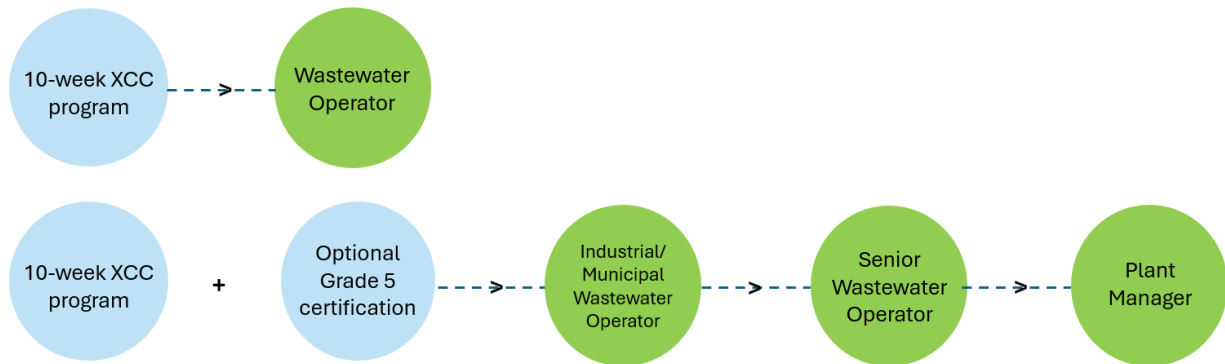 10-week XCC
program
>
Wastewater
Operator
10-week XCC
program
+
Optional
Grade 5
certification
>
Industrial/
Municipal
Wastewater
Operator
>
Senior
Wastewater
Operator
>
Plant
Manager